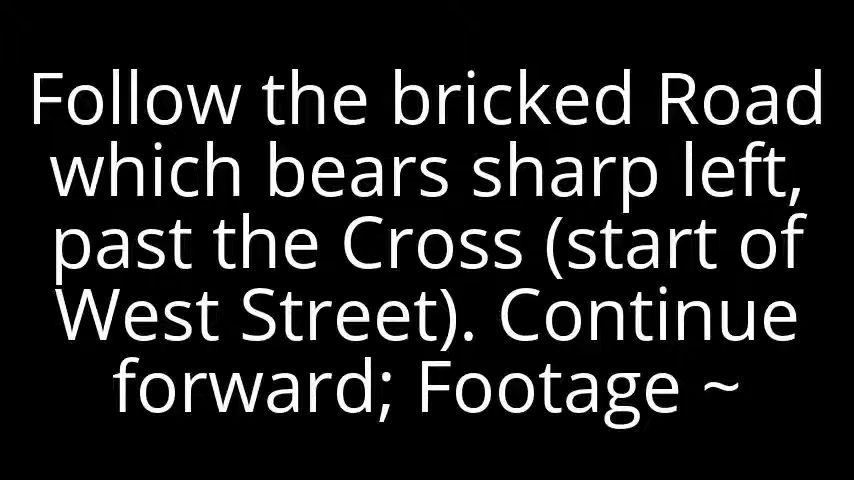 Follow the bricked Road
which bears sharp left,
past the Cross (start of
West Street). Continue
forward; Footage ~